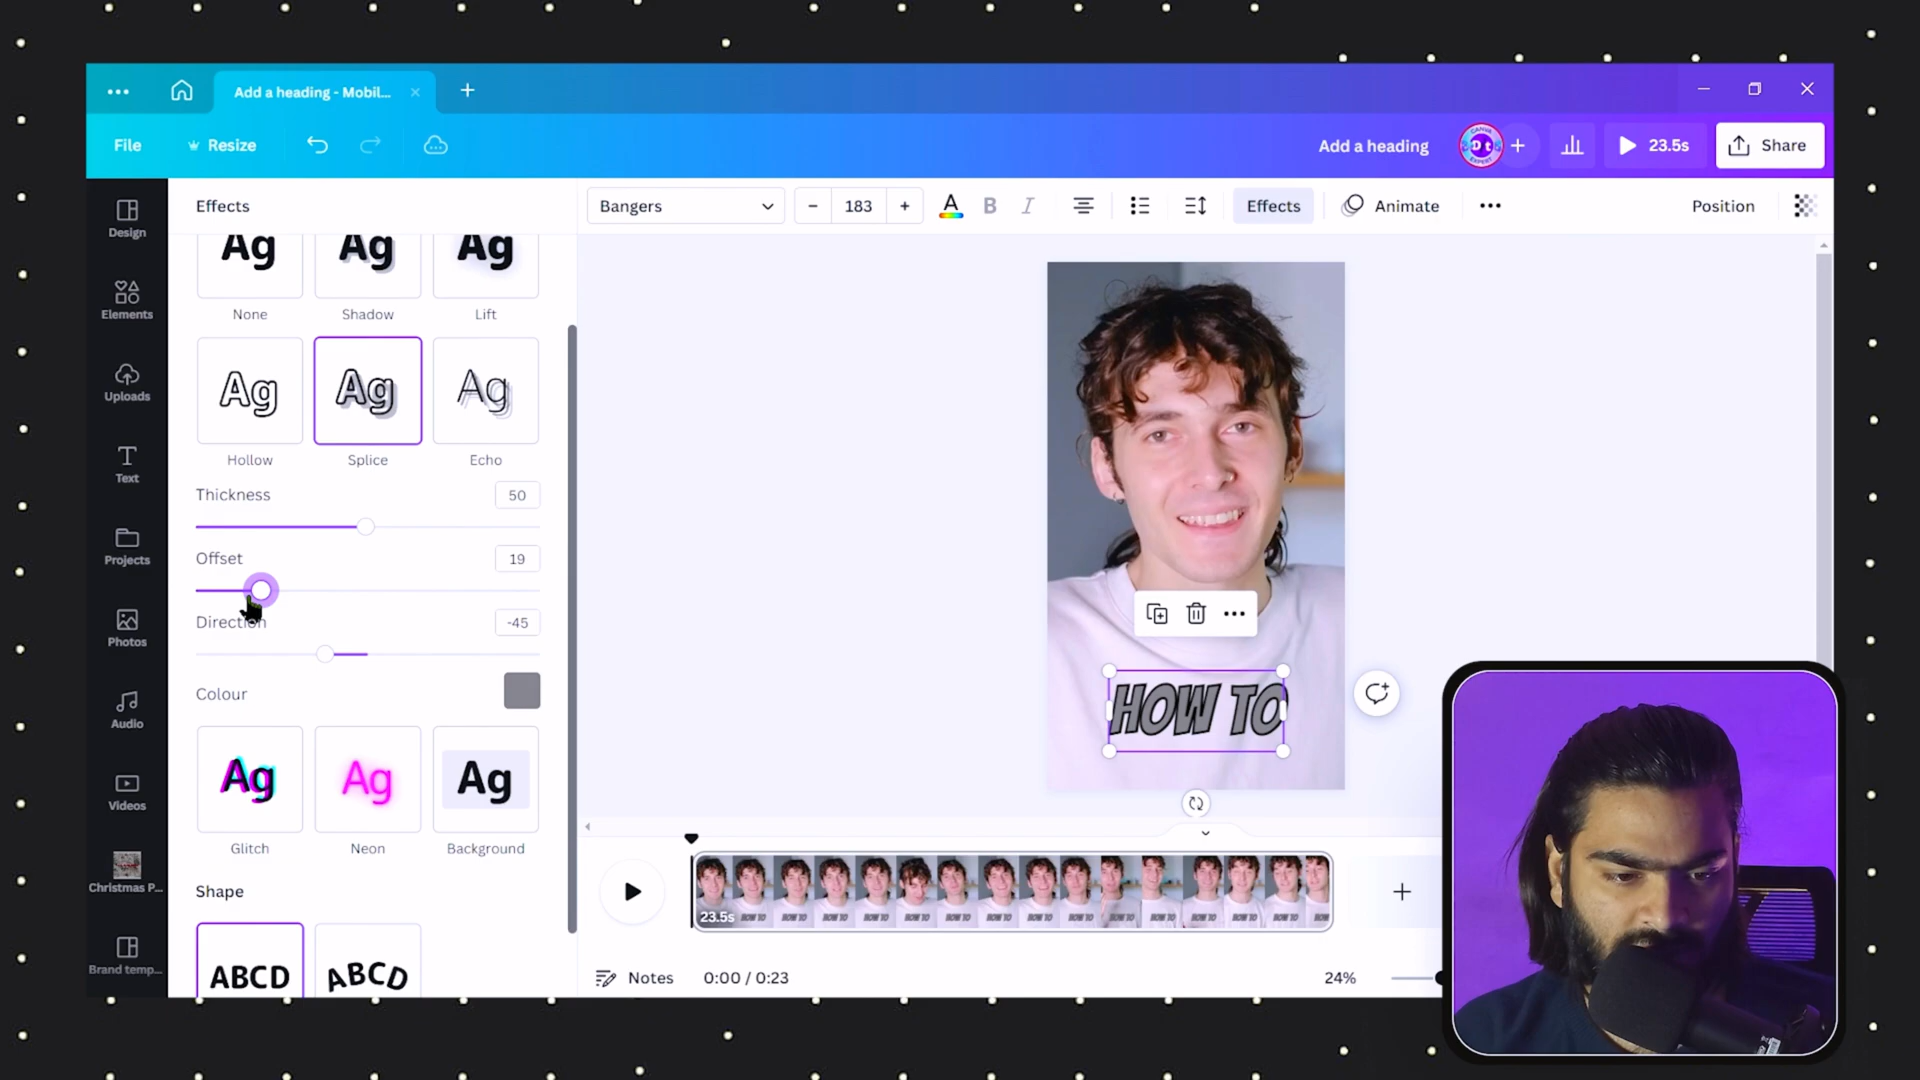 Add a heading - Mobil...
File
Resize
Add a heading
23.5s
Share
Design
Elements
Uploads
Text
Projects
Photos
Audio
Videos
Christmas P...
Brand temp...
Effects
Bangers
183
A
B
I
Effects
Animate
Position
Ag
Ag
Ag
None
Shadow
Lift
Ag
Ag
Ag
Hollow
Splice
Echo
Thickness
50
Offset
19
Direction
-45
Colour
Ag
Ag
Ag
Glitch
Neon
Background
Shape
ABCD
ABCD
HOW TO
23.5s
Notes
0:00 / 0:23
24%